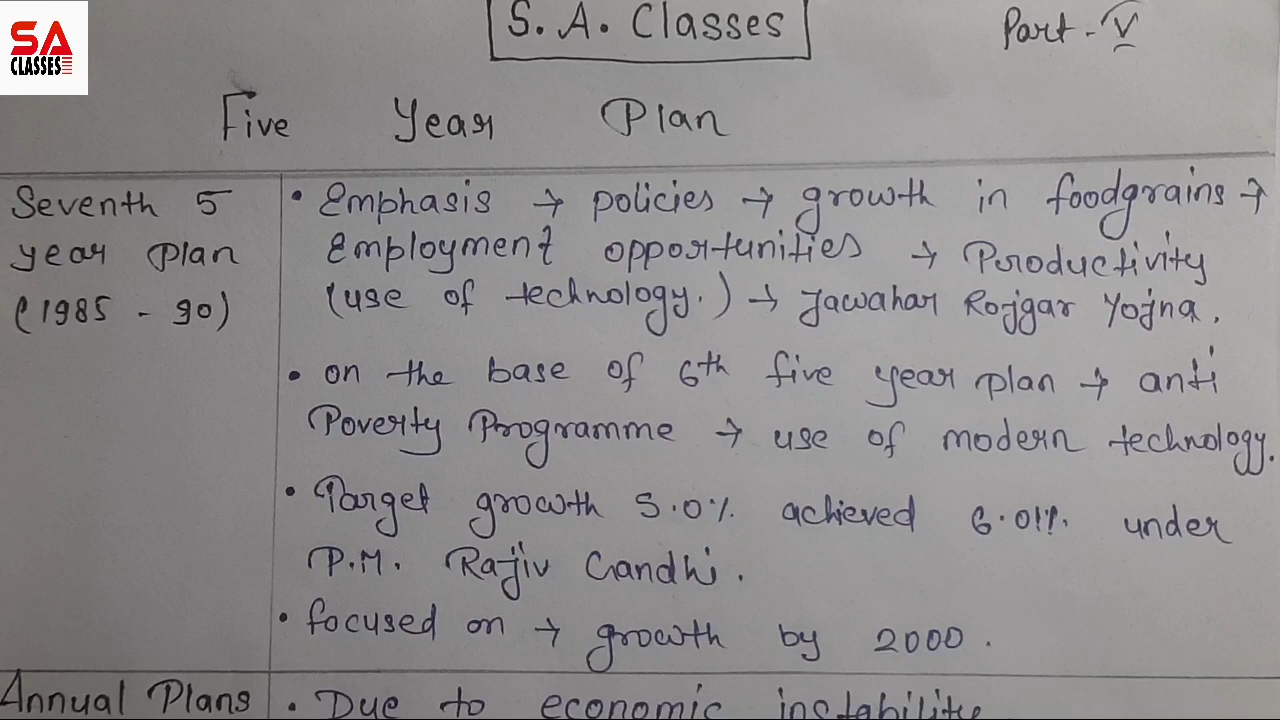 SA
CLASSES
S. A. Classes
Part - V
Five Year Plan
Seventh 5
year Plan
(1985 - 90)
• Emphasis → policies → growth in foodgrains →
Employment opportunities → Productivity
(use of technology.) → Jawahar Rojgar Yojna.
• on the base of 6th five year plan → anti
Poverty Programme → use of modern technology.
• Target growth 5.0% achieved 6.01% under
P.M. Rajiv Gandhi.
• focused on → growth by 2000.
Annual Plans
• Due to economic instability